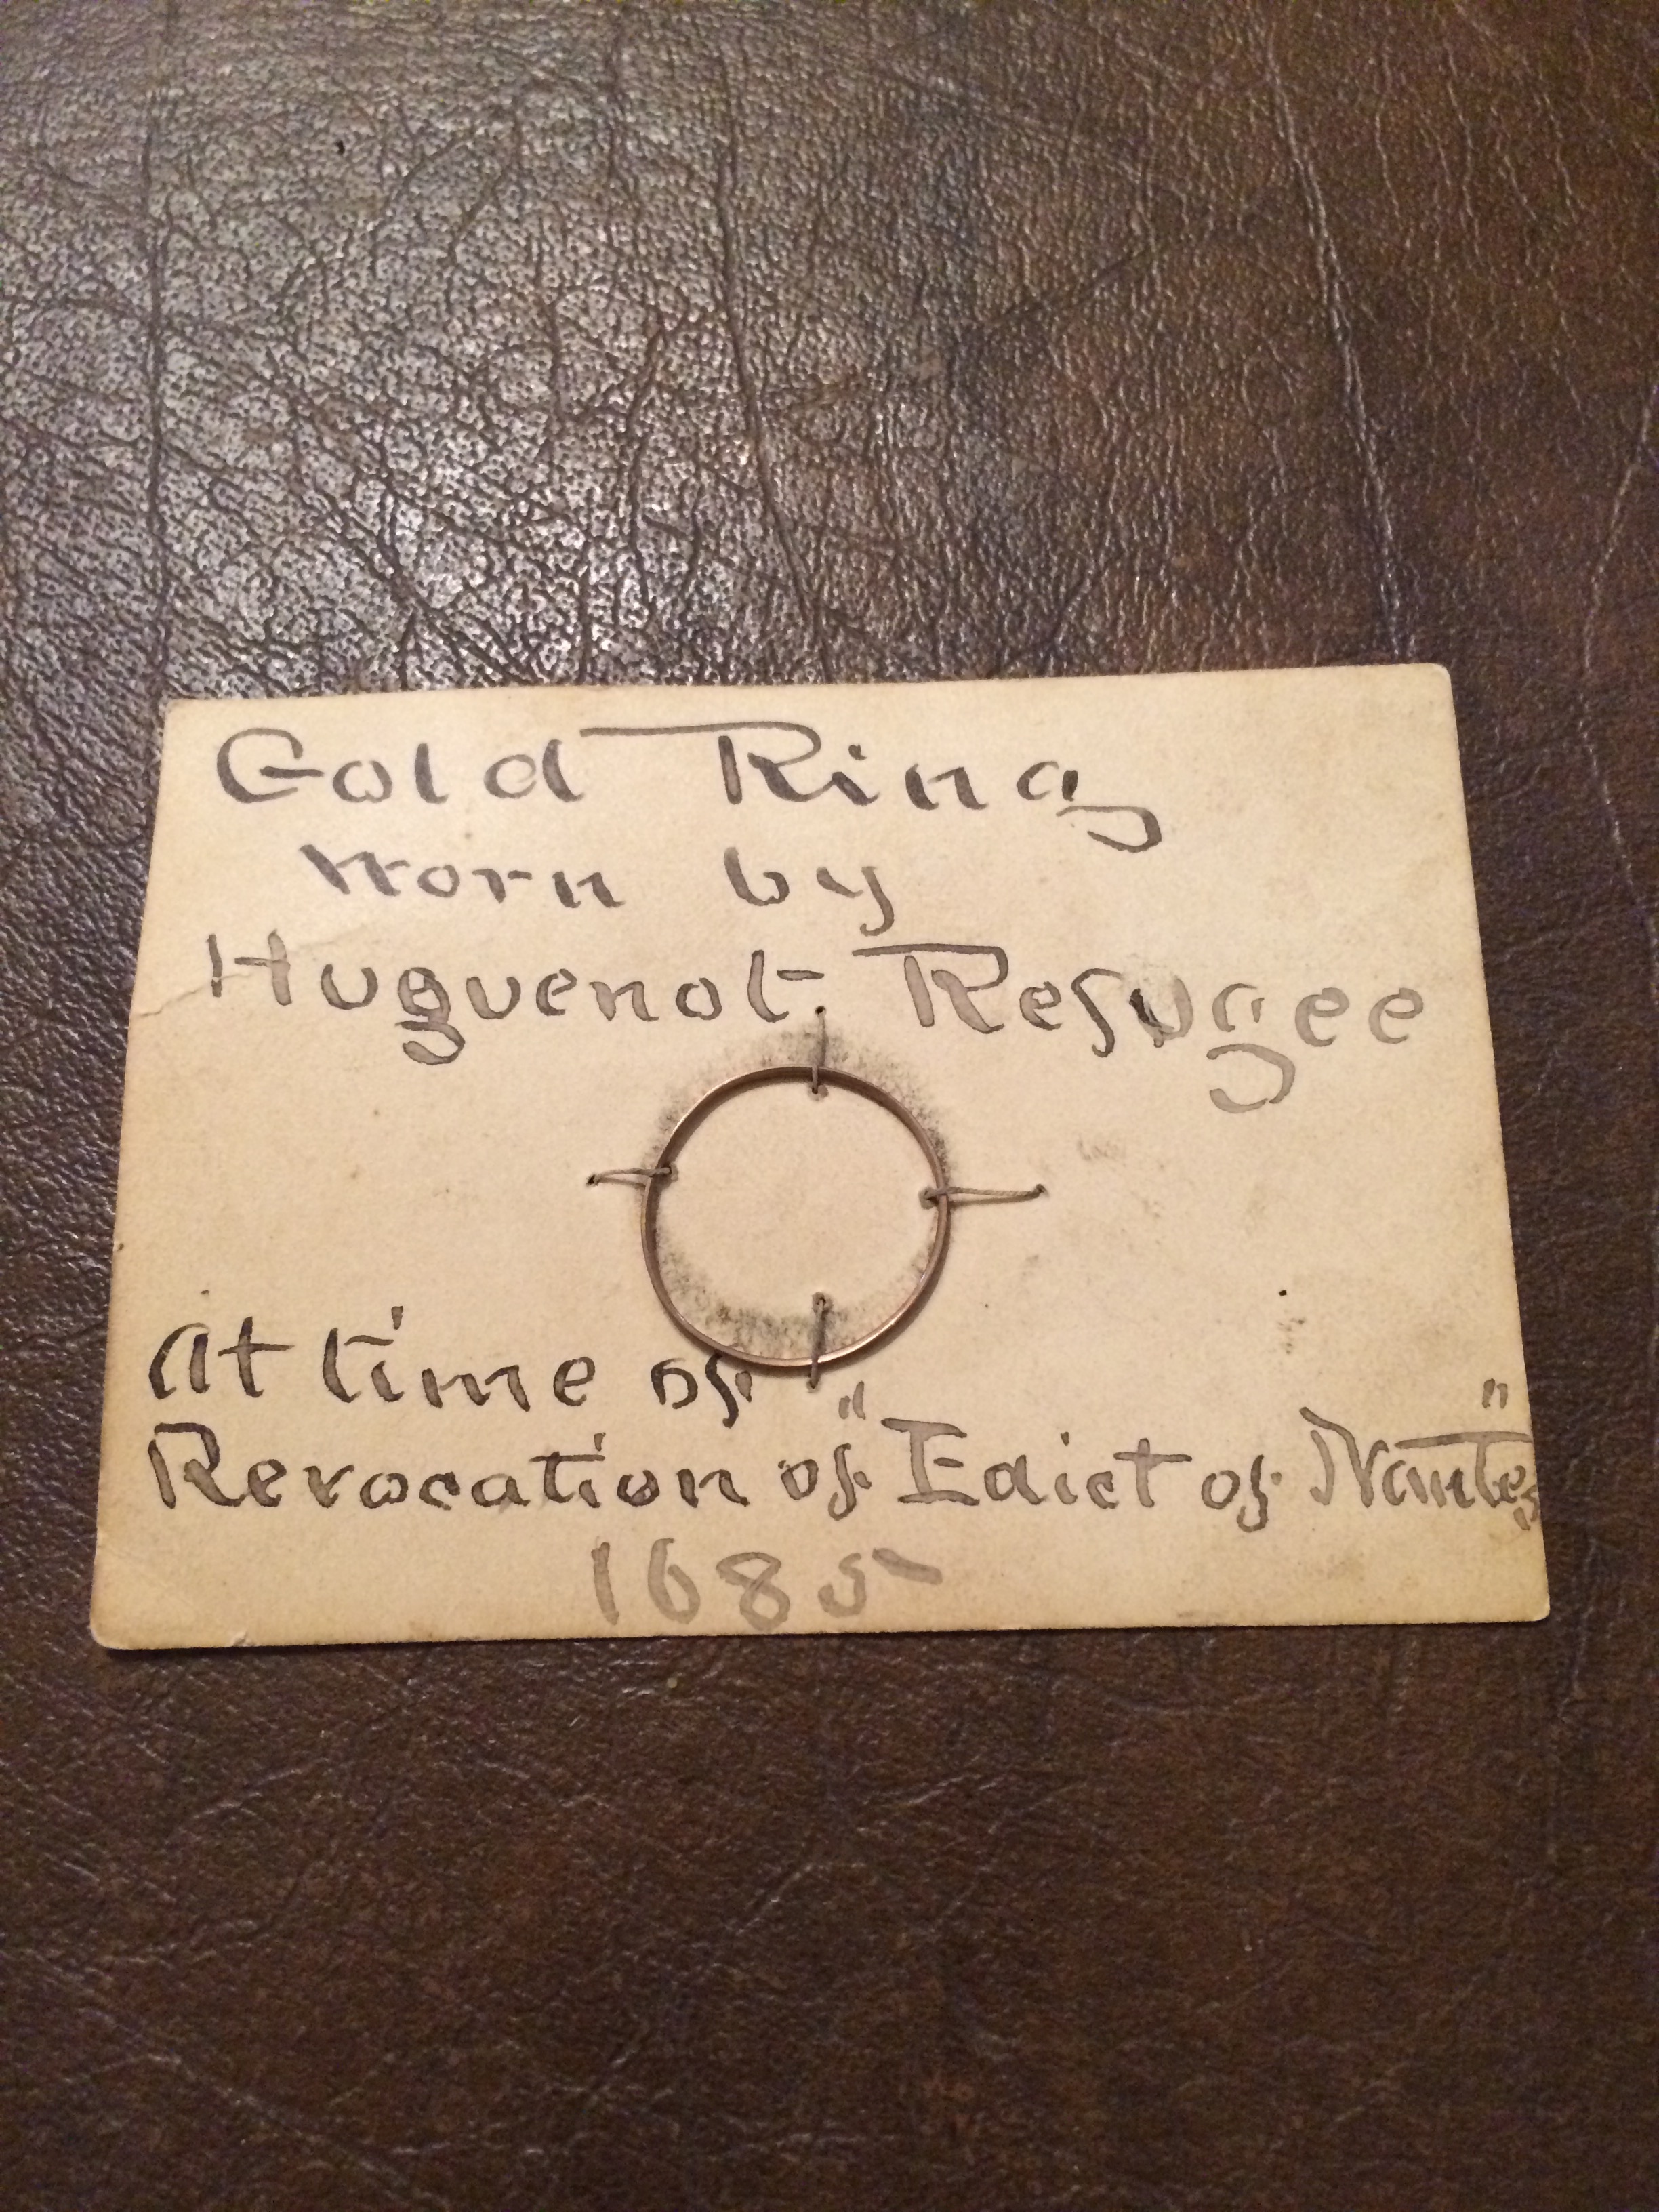 Gold Ring
Worn by
Huguenot Refugee
At time of
Revocation of "Edict of Nantes"
1685